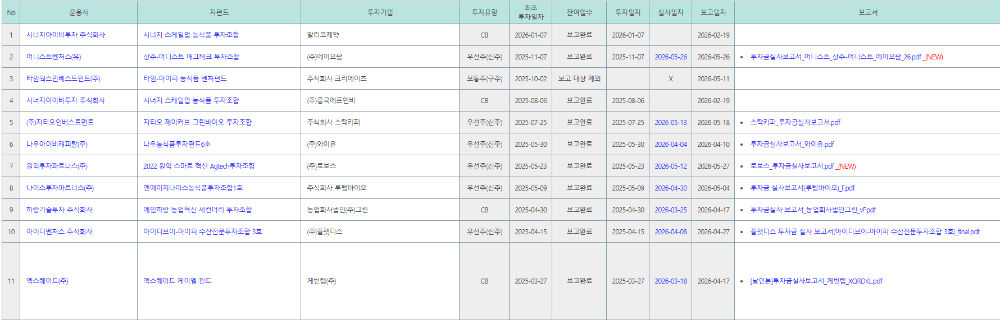 No 운용사 자펀드 투자기업 투자유형 최초 투자일자 잔여일수 투자일자 실사일자 보고일자 보고서
1 시너지아이비투자 주식회사 시너지 스케일업 농식품 투자조합 알리코제약 CB 2026-01-07 보고완료 2026-01-07 2026-02-19
2 어니스트벤처스(유) 상주-어니스트 애그테크 투자조합 (주)에이오팜 우선주(신주) 2025-11-07 보고완료 2025-11-07 2026-05-26 2026-05-26 • 투자금실사보고서_어니스트_상주-어니스트_에이오팜_26.pdf _(NEW)
3 타임웍스인베스트먼트(주) 타임-아이피 농식품 벤처펀드 주식회사 크리에이츠 보통주(구주) 2025-10-02 보고 대상 제외 X 2026-05-11
4 시너지아이비투자 주식회사 시너지 스케일업 농식품 투자조합 (주)흥국에프엔비 CB 2025-08-06 보고완료 2025-08-06 2026-02-19
5 (주)지티오인베스트먼트 지티오 제이커브 그린바이오 투자조합 주식회사 스탁키퍼 우선주(신주) 2025-07-25 보고완료 2025-07-25 2026-05-13 2026-05-18 • 스탁키퍼_투자금실사보고서.pdf
6 나우아이비캐피탈(주) 나우농식품투자펀드6호 (주)와이유 우선주(신주) 2025-05-30 보고완료 2025-05-30 2026-04-04 2026-04-10 • 투자금실사보고서_와이유.pdf
7 원익투자파트너스(주) 2022 원익 스마트 혁신 Agtech투자조합 (주)로보스 우선주(신주) 2025-05-23 보고완료 2025-05-23 2026-05-12 2026-05-27 • 로보스_투자금실사보고서.pdf _(NEW)
8 나이스투자파트너스(주) 엔에이치나이스농식품투자조합1호 주식회사 루템바이오 우선주(신주) 2025-05-09 보고완료 2025-05-09 2026-04-30 2026-05-04 • 투자금 실사보고서(루템바이오)_F.pdf
9 하랑기술투자 주식회사 에임하랑 농업혁신 세컨더리 투자조합 농업회사법인(주)그린 CB 2025-04-30 보고완료 2025-04-30 2026-03-25 2026-04-17 • 투자금실사 보고서_농업회사법인그린_vF.pdf
10 아이디벤처스 주식회사 아이디브이-아이피 수산전문투자조합 3호 (주)플렛디스 우선주(신주) 2025-04-15 보고완료 2025-04-15 2026-04-08 2026-04-27 • 플렛디스 투자금 실사 보고서(아이디브이-아이피 수산전문투자조합 3호)_final.pdf
11 엑스퀘어드(주) 엑스퀘어드 케이엘 펀드 케빈랩(주) CB 2025-03-27 보고완료 2025-03-27 2026-03-18 2026-04-17 • [날인본]투자금실사보고서_케빈랩_XQRDKL.pdf